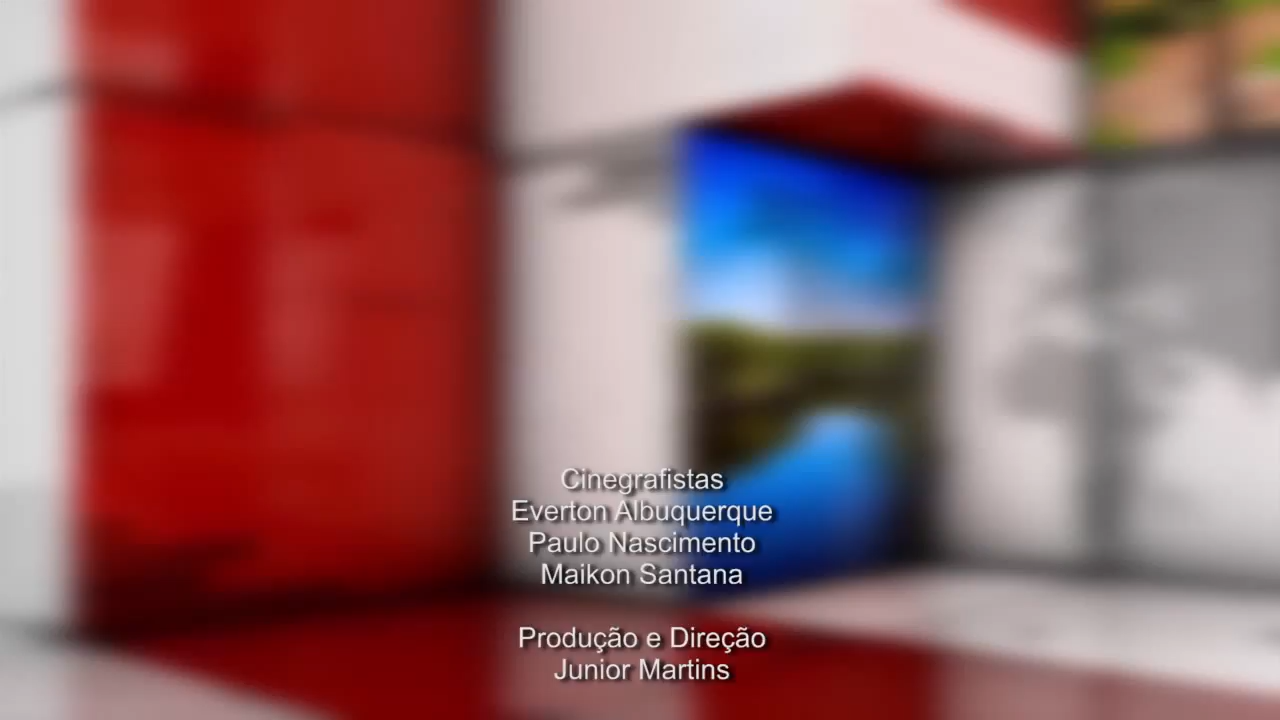 Cinegrafistas
Everton Albuquerque
Paulo Nascimento
Maikon Santana
Produção e Direção
Junior Martins